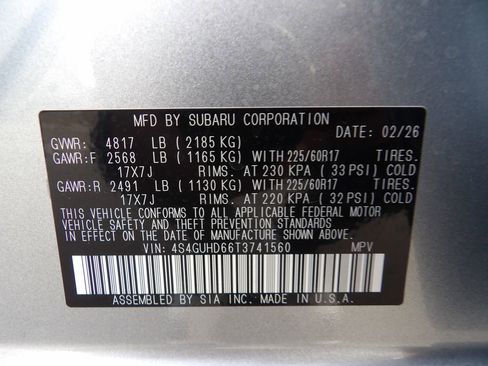 MFD BY SUBARU CORPORATION
DATE: 02/26
GVWR: 4817 LB ( 2185 KG)
GAWR:F 2568 LB ( 1165 KG) WITH 225/60R17 TIRES.
17X7J RIMS. AT 230 KPA ( 33 PSI) COLD
GAWR:R 2491 LB ( 1130 KG) WITH 225/60R17 TIRES.
17X7J RIMS. AT 220 KPA ( 32 PSI) COLD
THIS VEHICLE CONFORMS TO ALL APPLICABLE FEDERAL MOTOR
VEHICLE SAFETY AND THEFT PREVENTION STANDARDS
IN EFFECT ON THE DATE OF MANUFACTURE SHOWN ABOVE.
VIN: 4S4GUHD66T3741560 MPV
ASSEMBLED BY SIA INC. MADE IN U.S.A.